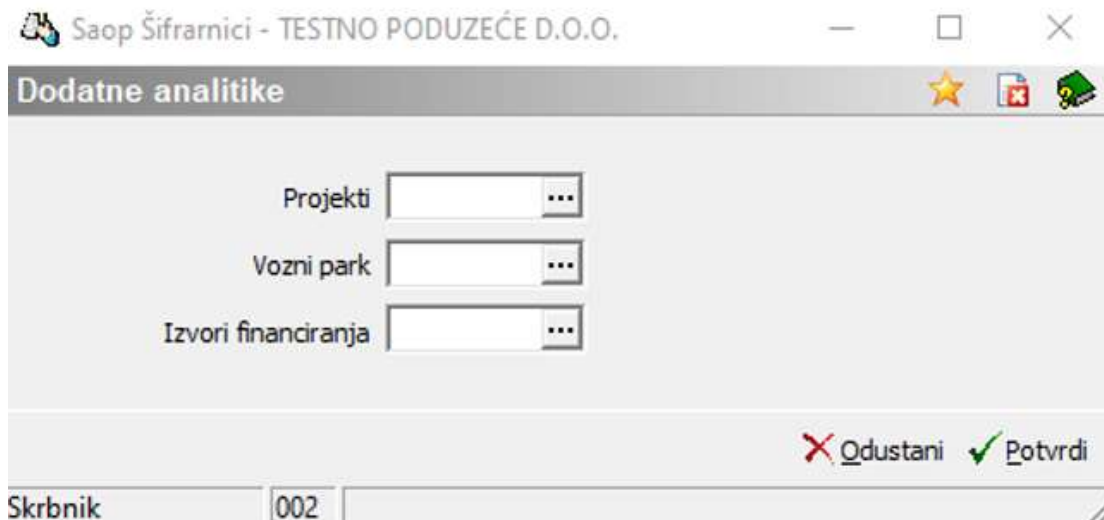 Saop Šifrarnici - TESTNO PODUZEĆE D.O.O.
Dodatne analitike
Projekti
Vozni park
Izvori financiranja
Odustani Potvrdi
Skrbnik 002